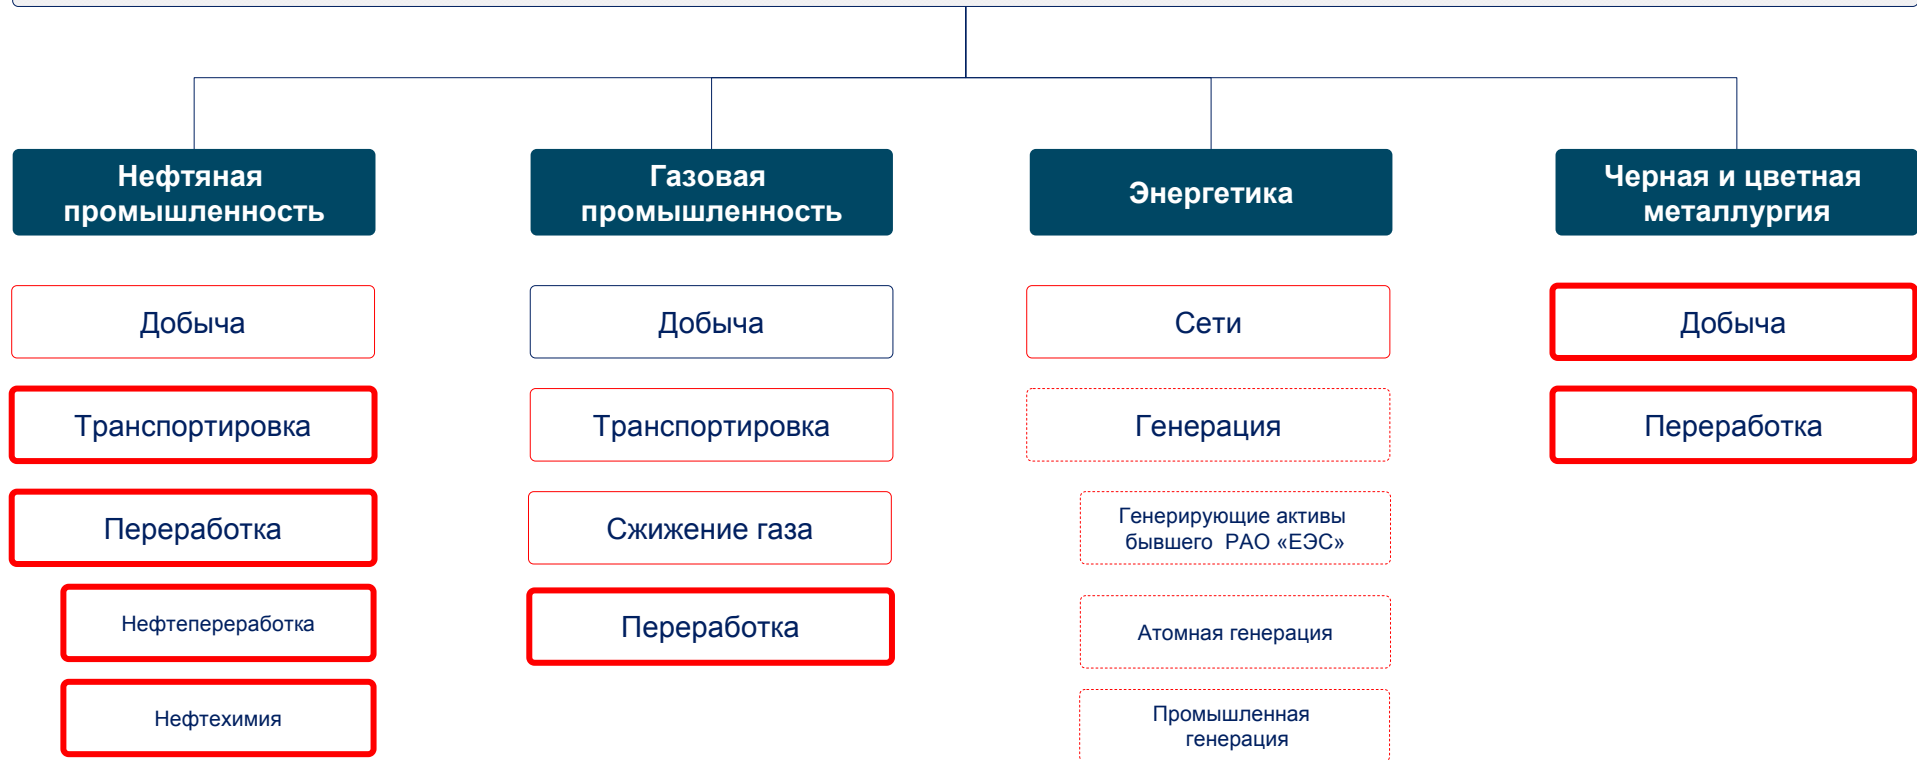 Нефтяная
промышленность
Газовая
промышленность
Энергетика
Черная и цветная
металлургия
Добыча
Добыча
Сети
Добыча
Транспортировка
Транспортировка
Генерация
Переработка
Переработка
Сжижение газа
Генерирующие активы
бывшего РАО «ЕЭС»
Нефтепереработка
Переработка
Атомная генерация
Нефтехимия
Промышленная
генерация